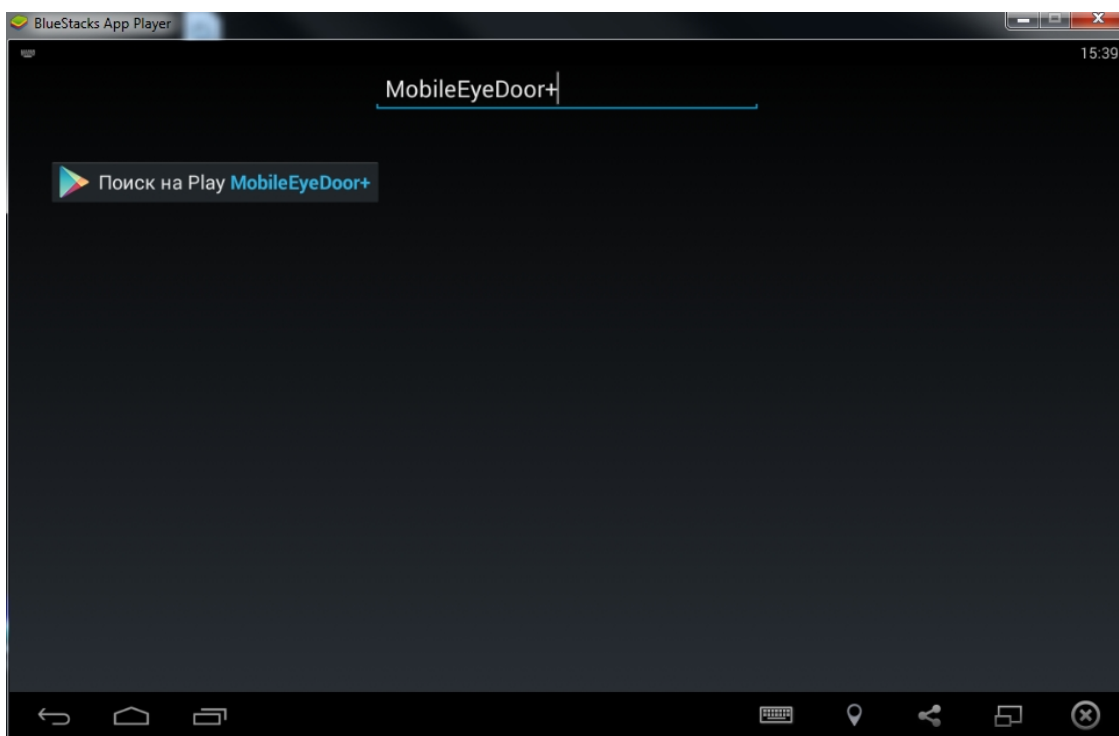 BlueStacks App Player
15:39
MobileEyeDoor+
Поиск на Play MobileEyeDoor+